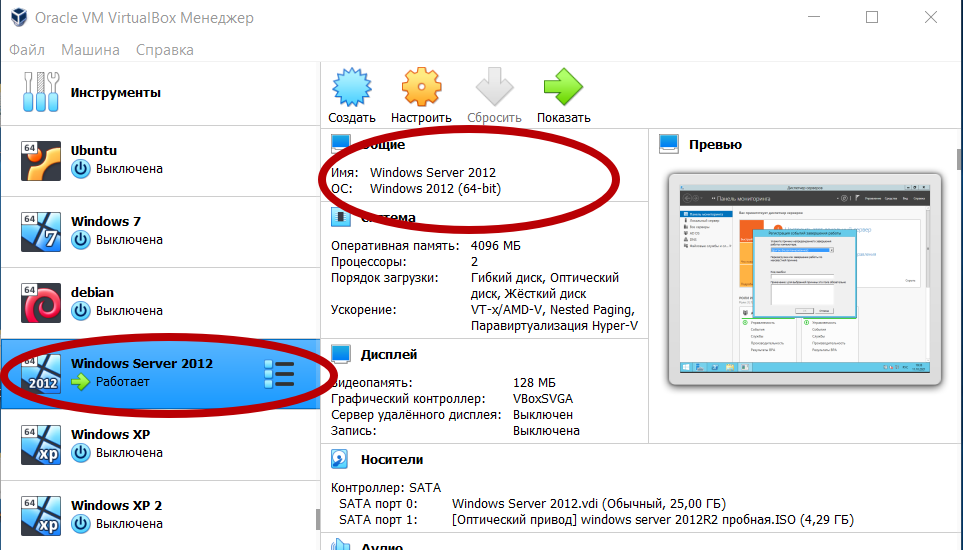 Oracle VM VirtualBox Менеджер
Файл Машина Справка
Инструменты
Создать Настроить Сбросить Показать
64
Ubuntu
Выключена
64
7
Windows 7
Выключена
64
debian
Выключена
64
2012
Windows Server 2012
Работает
64
xp
Windows XP
Выключена
64
xp
Windows XP 2
Выключена
Общие
Имя: Windows Server 2012
ОС: Windows 2012 (64-bit)
Система
Оперативная память: 4096 МБ
Процессоры: 2
Порядок загрузки: Гибкий диск, Оптический
диск, Жёсткий диск
Ускорение: VT-x/AMD-V, Nested Paging,
Паравиртуализация Hyper-V
Дисплей
Видеопамять: 128 МБ
Графический контроллер: VBoxSVGA
Сервер удалённого дисплея: Выключен
Запись: Выключена
Носители
Контроллер: SATA
SATA порт 0: Windows Server 2012.vdi (Обычный, 25,00 ГБ)
SATA порт 1: [Оптический привод] windows server 2012R2 пробная.ISO (4,29 ГБ)
Аудио
Превью
Панель мониторинга